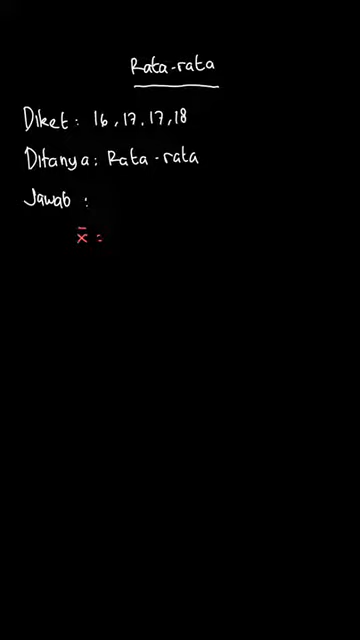 Rata-rata
Diket : 16, 17. 17, 18
Ditanya : Rata-rata
Jawab :
x̄ =